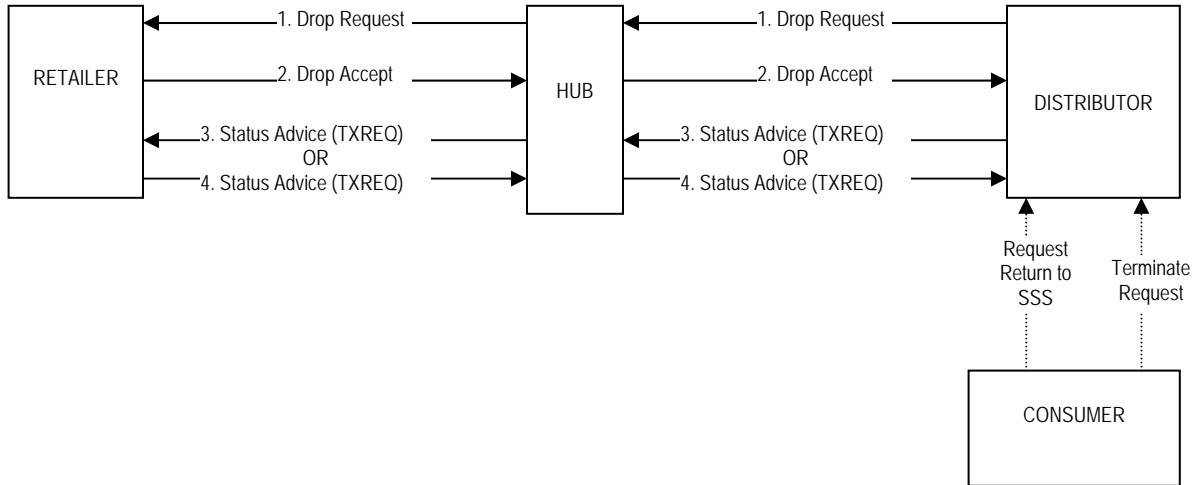 1. Drop Request
1. Drop Request
RETAILER
2. Drop Accept
HUB
2. Drop Accept
DISTRIBUTOR
3. Status Advice (TXREQ)
OR
4. Status Advice (TXREQ)
3. Status Advice (TXREQ)
OR
4. Status Advice (TXREQ)
Request
Return to
SSS
Terminate
Request
CONSUMER